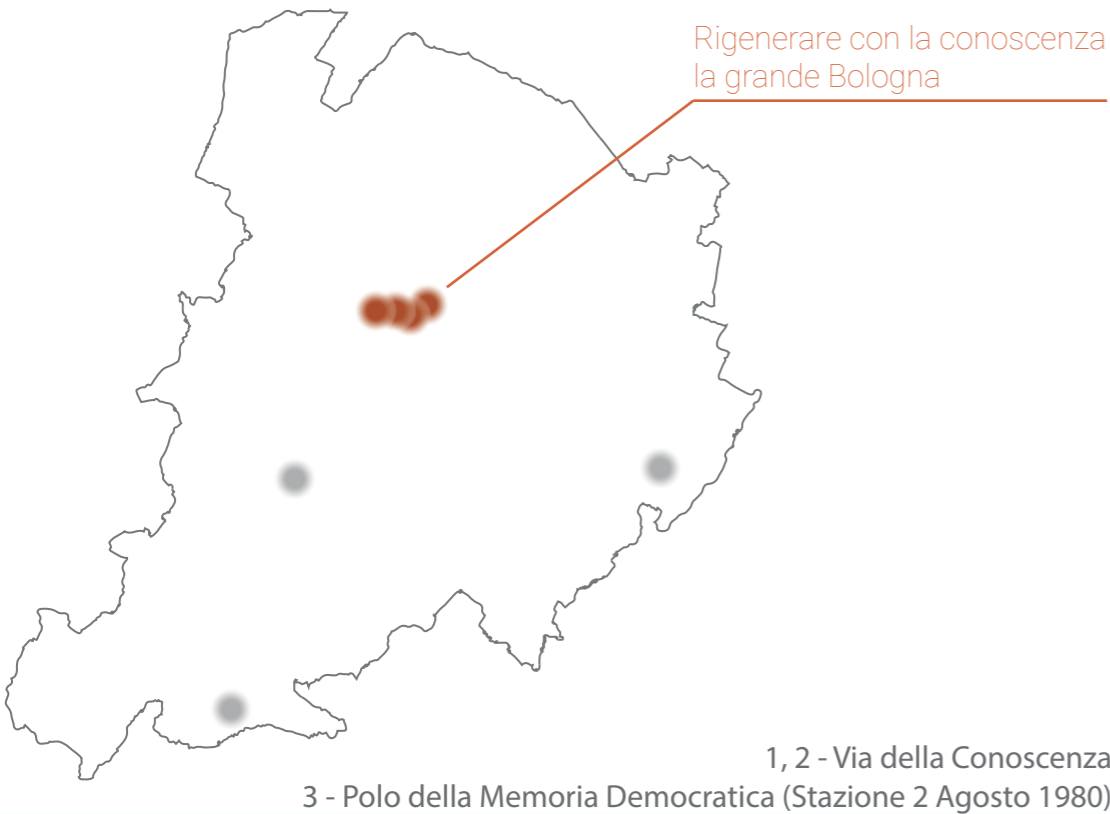 Rigenerare con la conoscenza
la grande Bologna
1, 2 - Via della Conoscenza
3 - Polo della Memoria Democratica (Stazione 2 Agosto 1980)